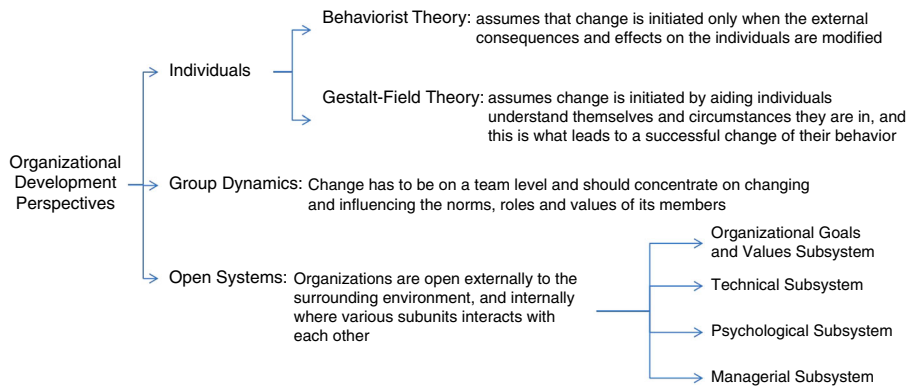 Behaviorist Theory: assumes that change is initiated only when the external
consequences and effects on the individuals are modified
Individuals
Gestalt-Field Theory: assumes change is initiated by aiding individuals
understand themselves and circumstances they are in, and
this is what leads to a successful change of their behavior
Organizational
Development
Perspectives
Group Dynamics: Change has to be on a team level and should concentrate on changing
and influencing the norms, roles and values of its members
Open Systems: Organizations are open externally to the
surrounding environment, and internally
where various subunits interacts with
each other
Organizational Goals
and Values Subsystem
Technical Subsystem
Psychological Subsystem
Managerial Subsystem